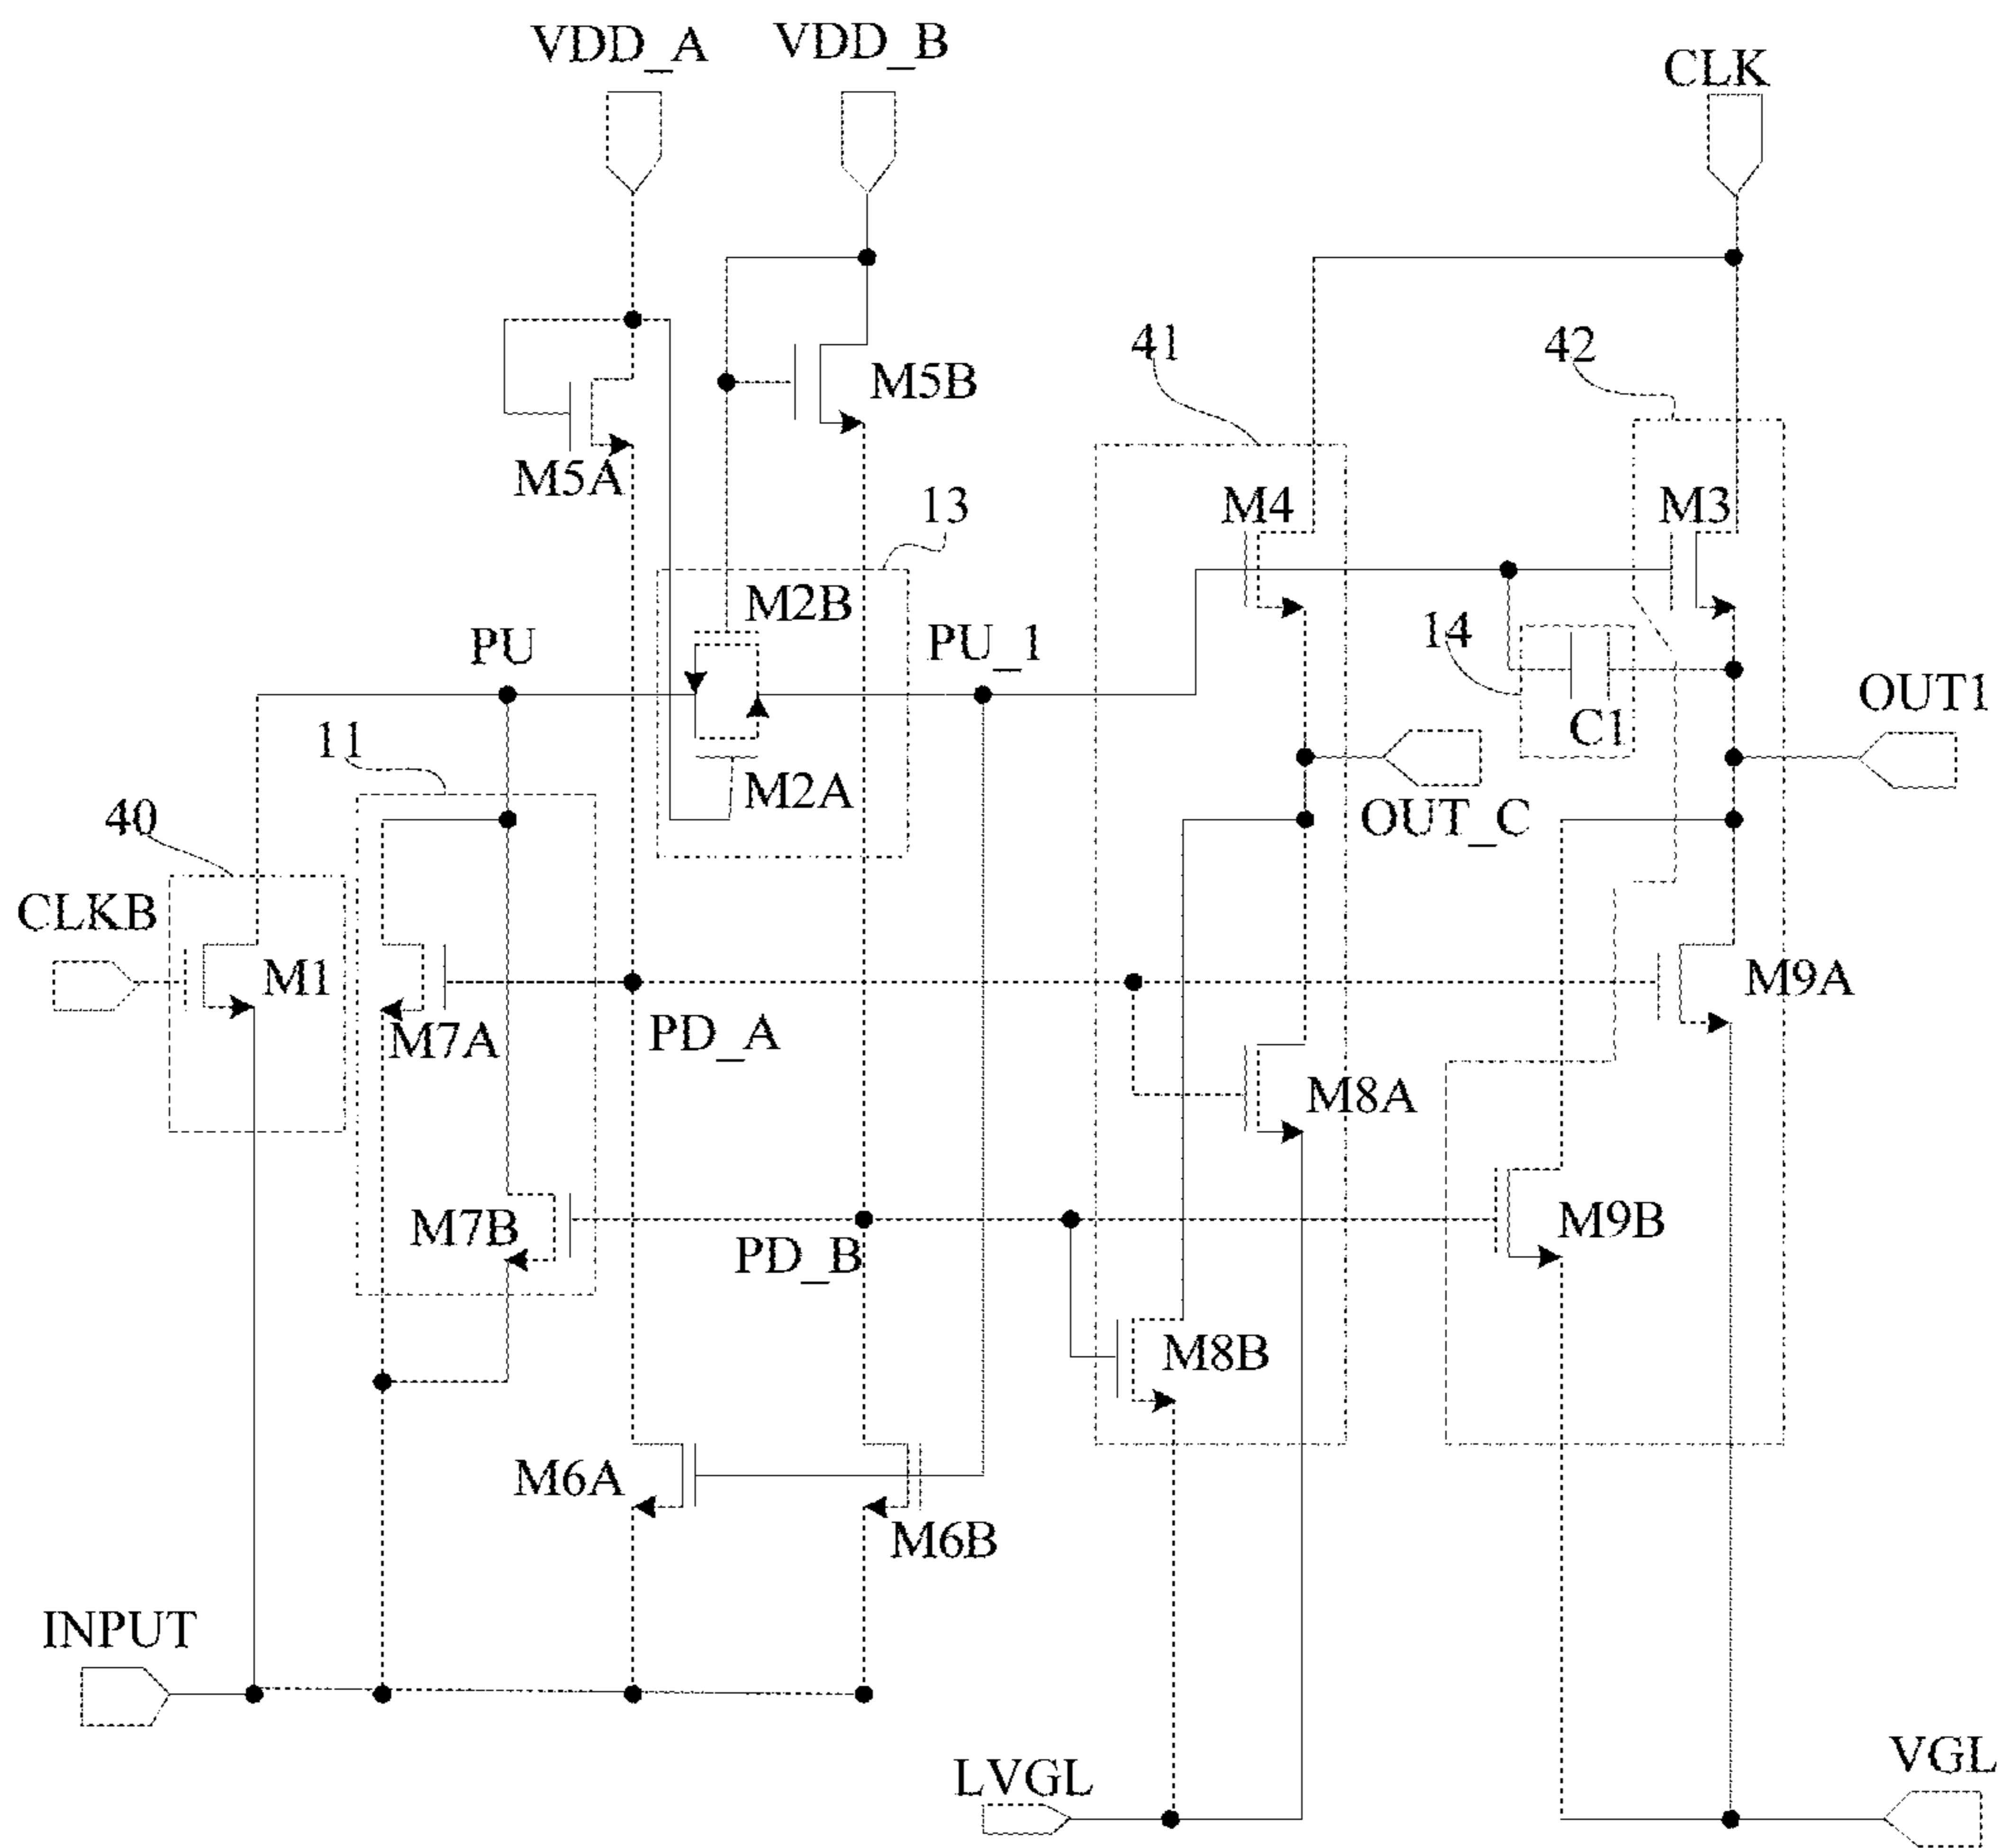 VDD_A
VDD_B
CLK
41
42
M5B
M5A
13
M4
M3
M2B
PU
PU_1
14
OUT1
11
C1
M2A
40
OUT_C
CLKB
M1
M9A
M7A
PD_A
M8A
M7B
PD_B
M9B
M8B
M6A
M6B
INPUT
LVGL
VGL